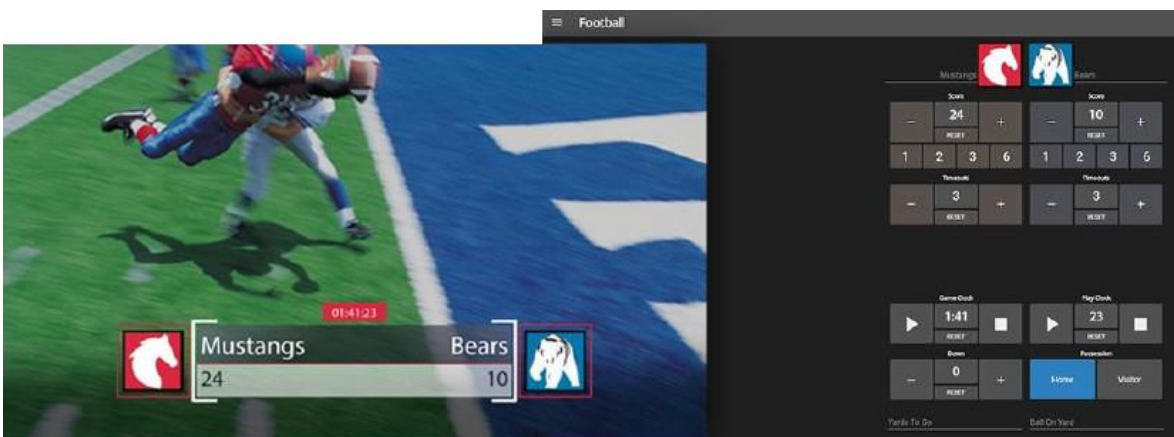 Football
Mustangs Bears
Score Score
− 24 + − 10 +
RESET RESET
1 2 3 6 1 2 3 6
Timeouts Timeouts
− 3 + − 3 +
RESET RESET
Game Clock Play Clock
1:41 23
RESET RESET
Down Possession
− 0 + Home Visitor
RESET
Yards To Go Ball On Yard
01:41:23
Mustangs Bears
24 10